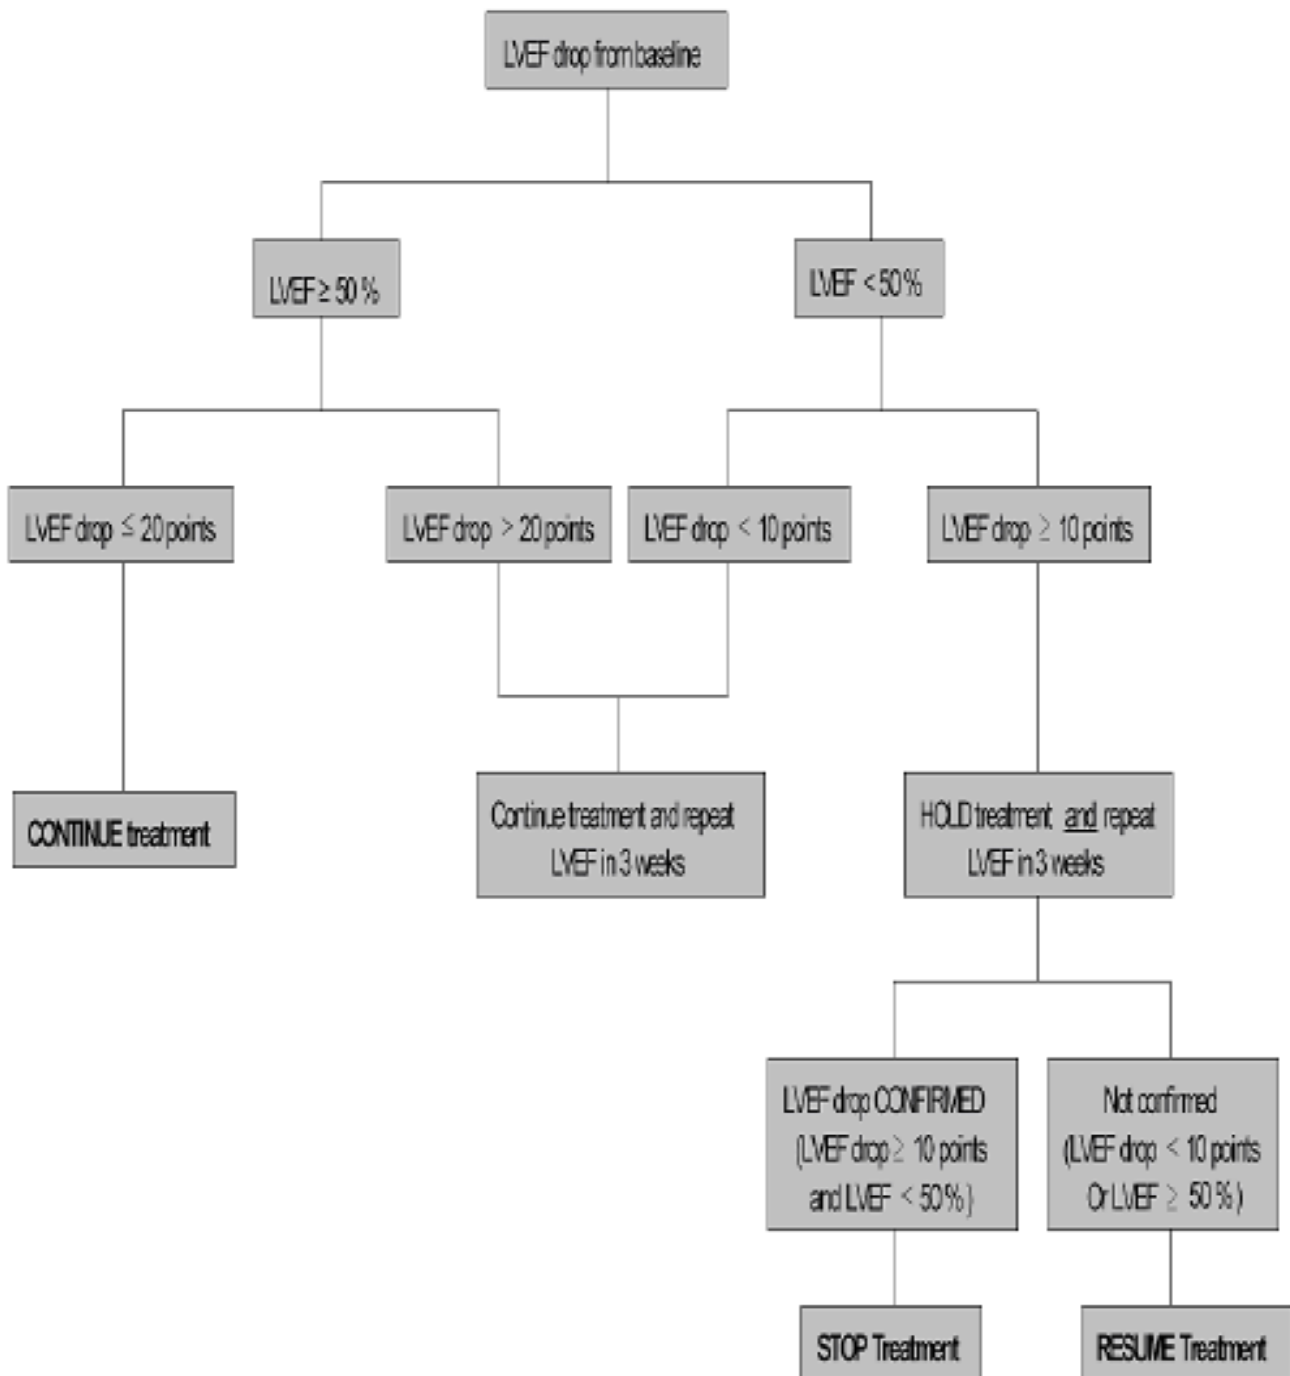 LVEF drop from baseline
LVEF ≥ 50 %
LVEF < 50 %
LVEF drop ≤ 20 points
LVEF drop > 20 points
LVEF drop < 10 points
LVEF drop ≥ 10 points
CONTINUE treatment
Continue treatment and repeat
LVEF in 3 weeks
HOLD treatment and repeat
LVEF in 3 weeks
LVEF drop CONFIRMED
(LVEF drop ≥ 10 points
and LVEF < 50 %)
Not confirmed
(LVEF drop < 10 points
Or LVEF ≥ 50 %)
STOP Treatment
RESUME Treatment